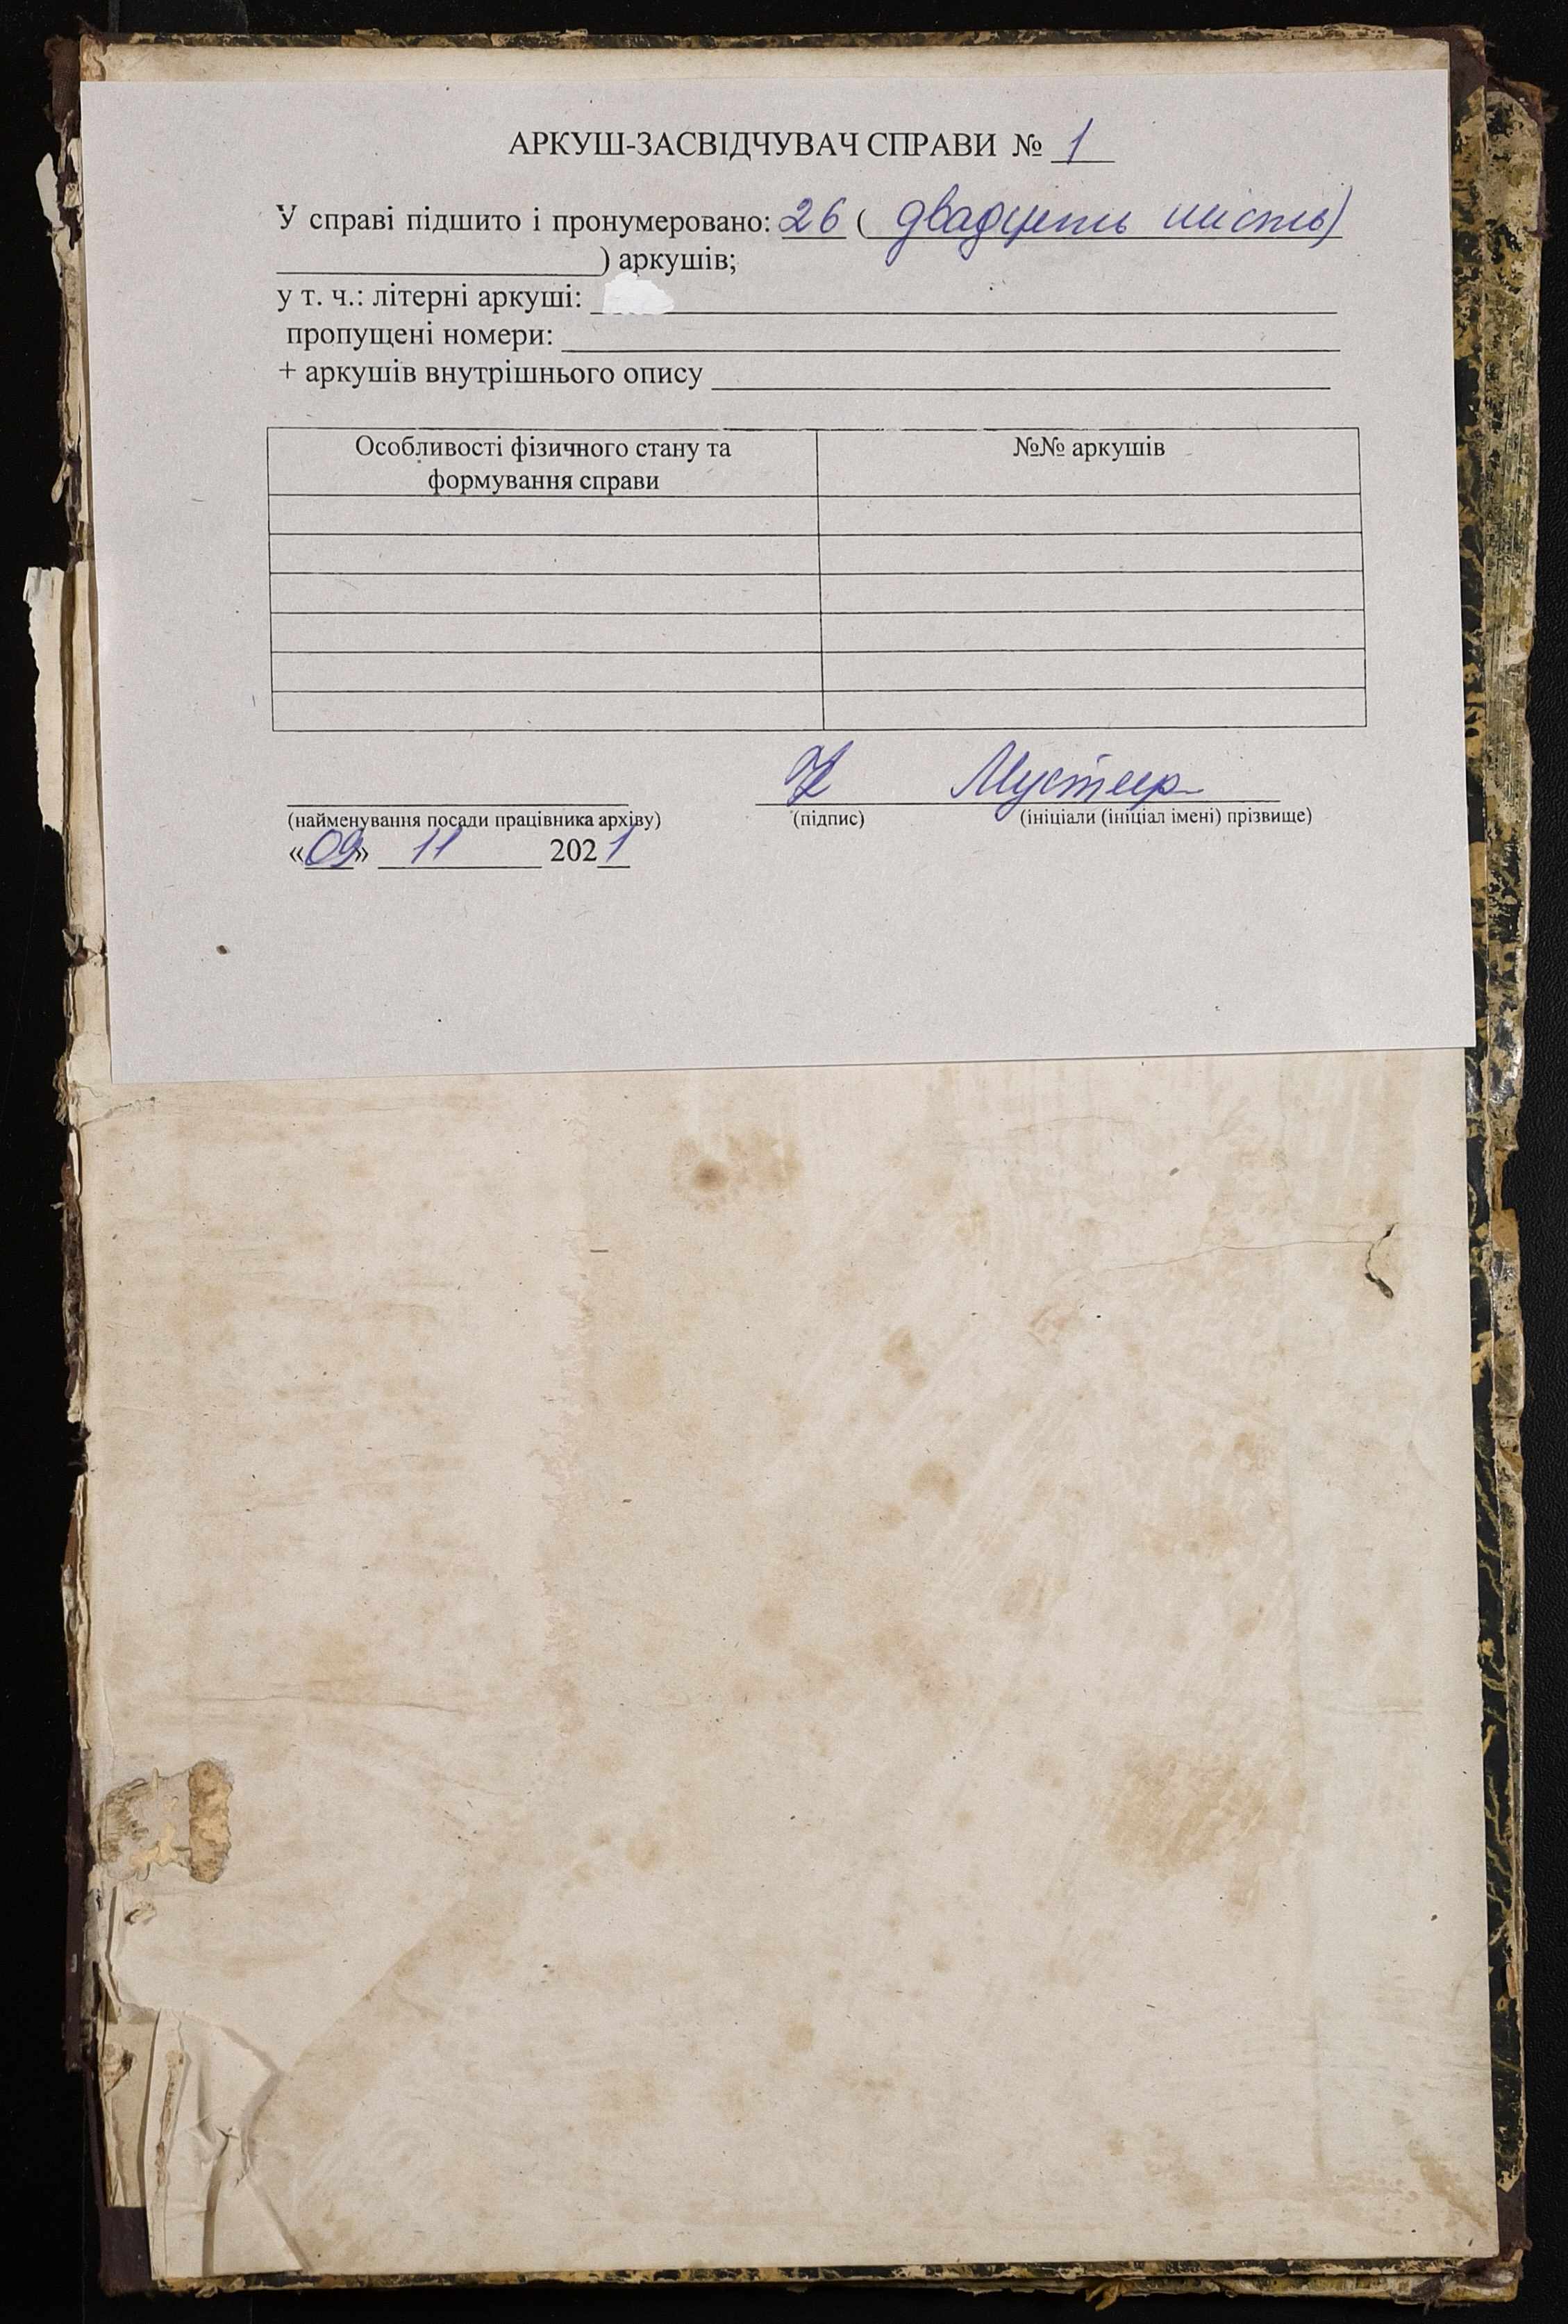 АРКУШ-ЗАСВІДЧУВАЧ СПРАВИ № 1
У справі підшито і пронумеровано: 26 ( двадцять шість)
) аркушів;
у т. ч.: літерні аркуші:
пропущені номери:
+ аркушів внутрішнього опису
Особливості фізичного стану та
формування справи
№№ аркушів
(найменування посади працівника архіву)
(підпис)
(ініціали (ініціал імені) прізвище)
«09» 11 2021